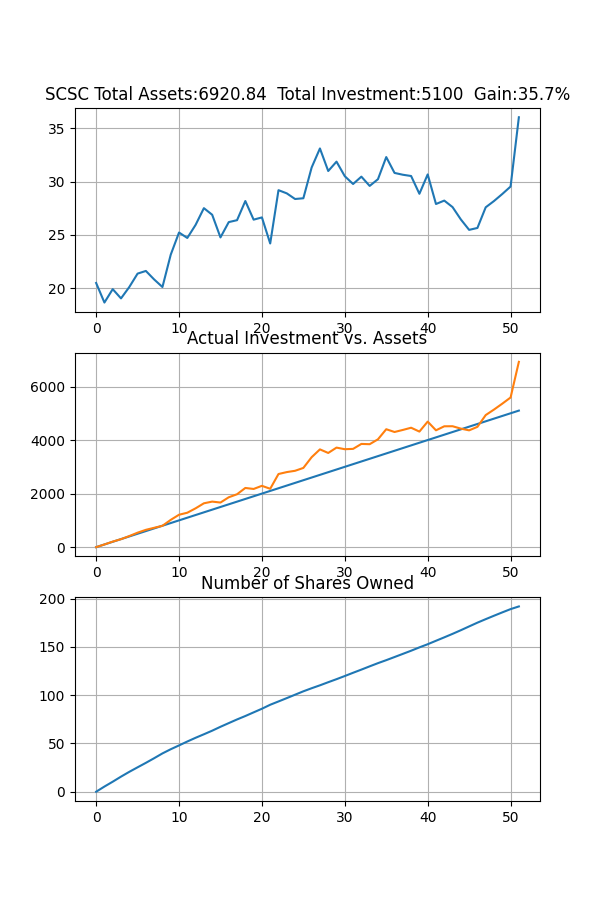 SCSC Total Assets:6920.84  Total Investment:5100  Gain:35.7%
35
30
25
20
0 10 20 30 40 50
Actual Investment vs. Assets
6000
4000
2000
0
0 10 20 30 40 50
Number of Shares Owned
200
150
100
50
0
0 10 20 30 40 50